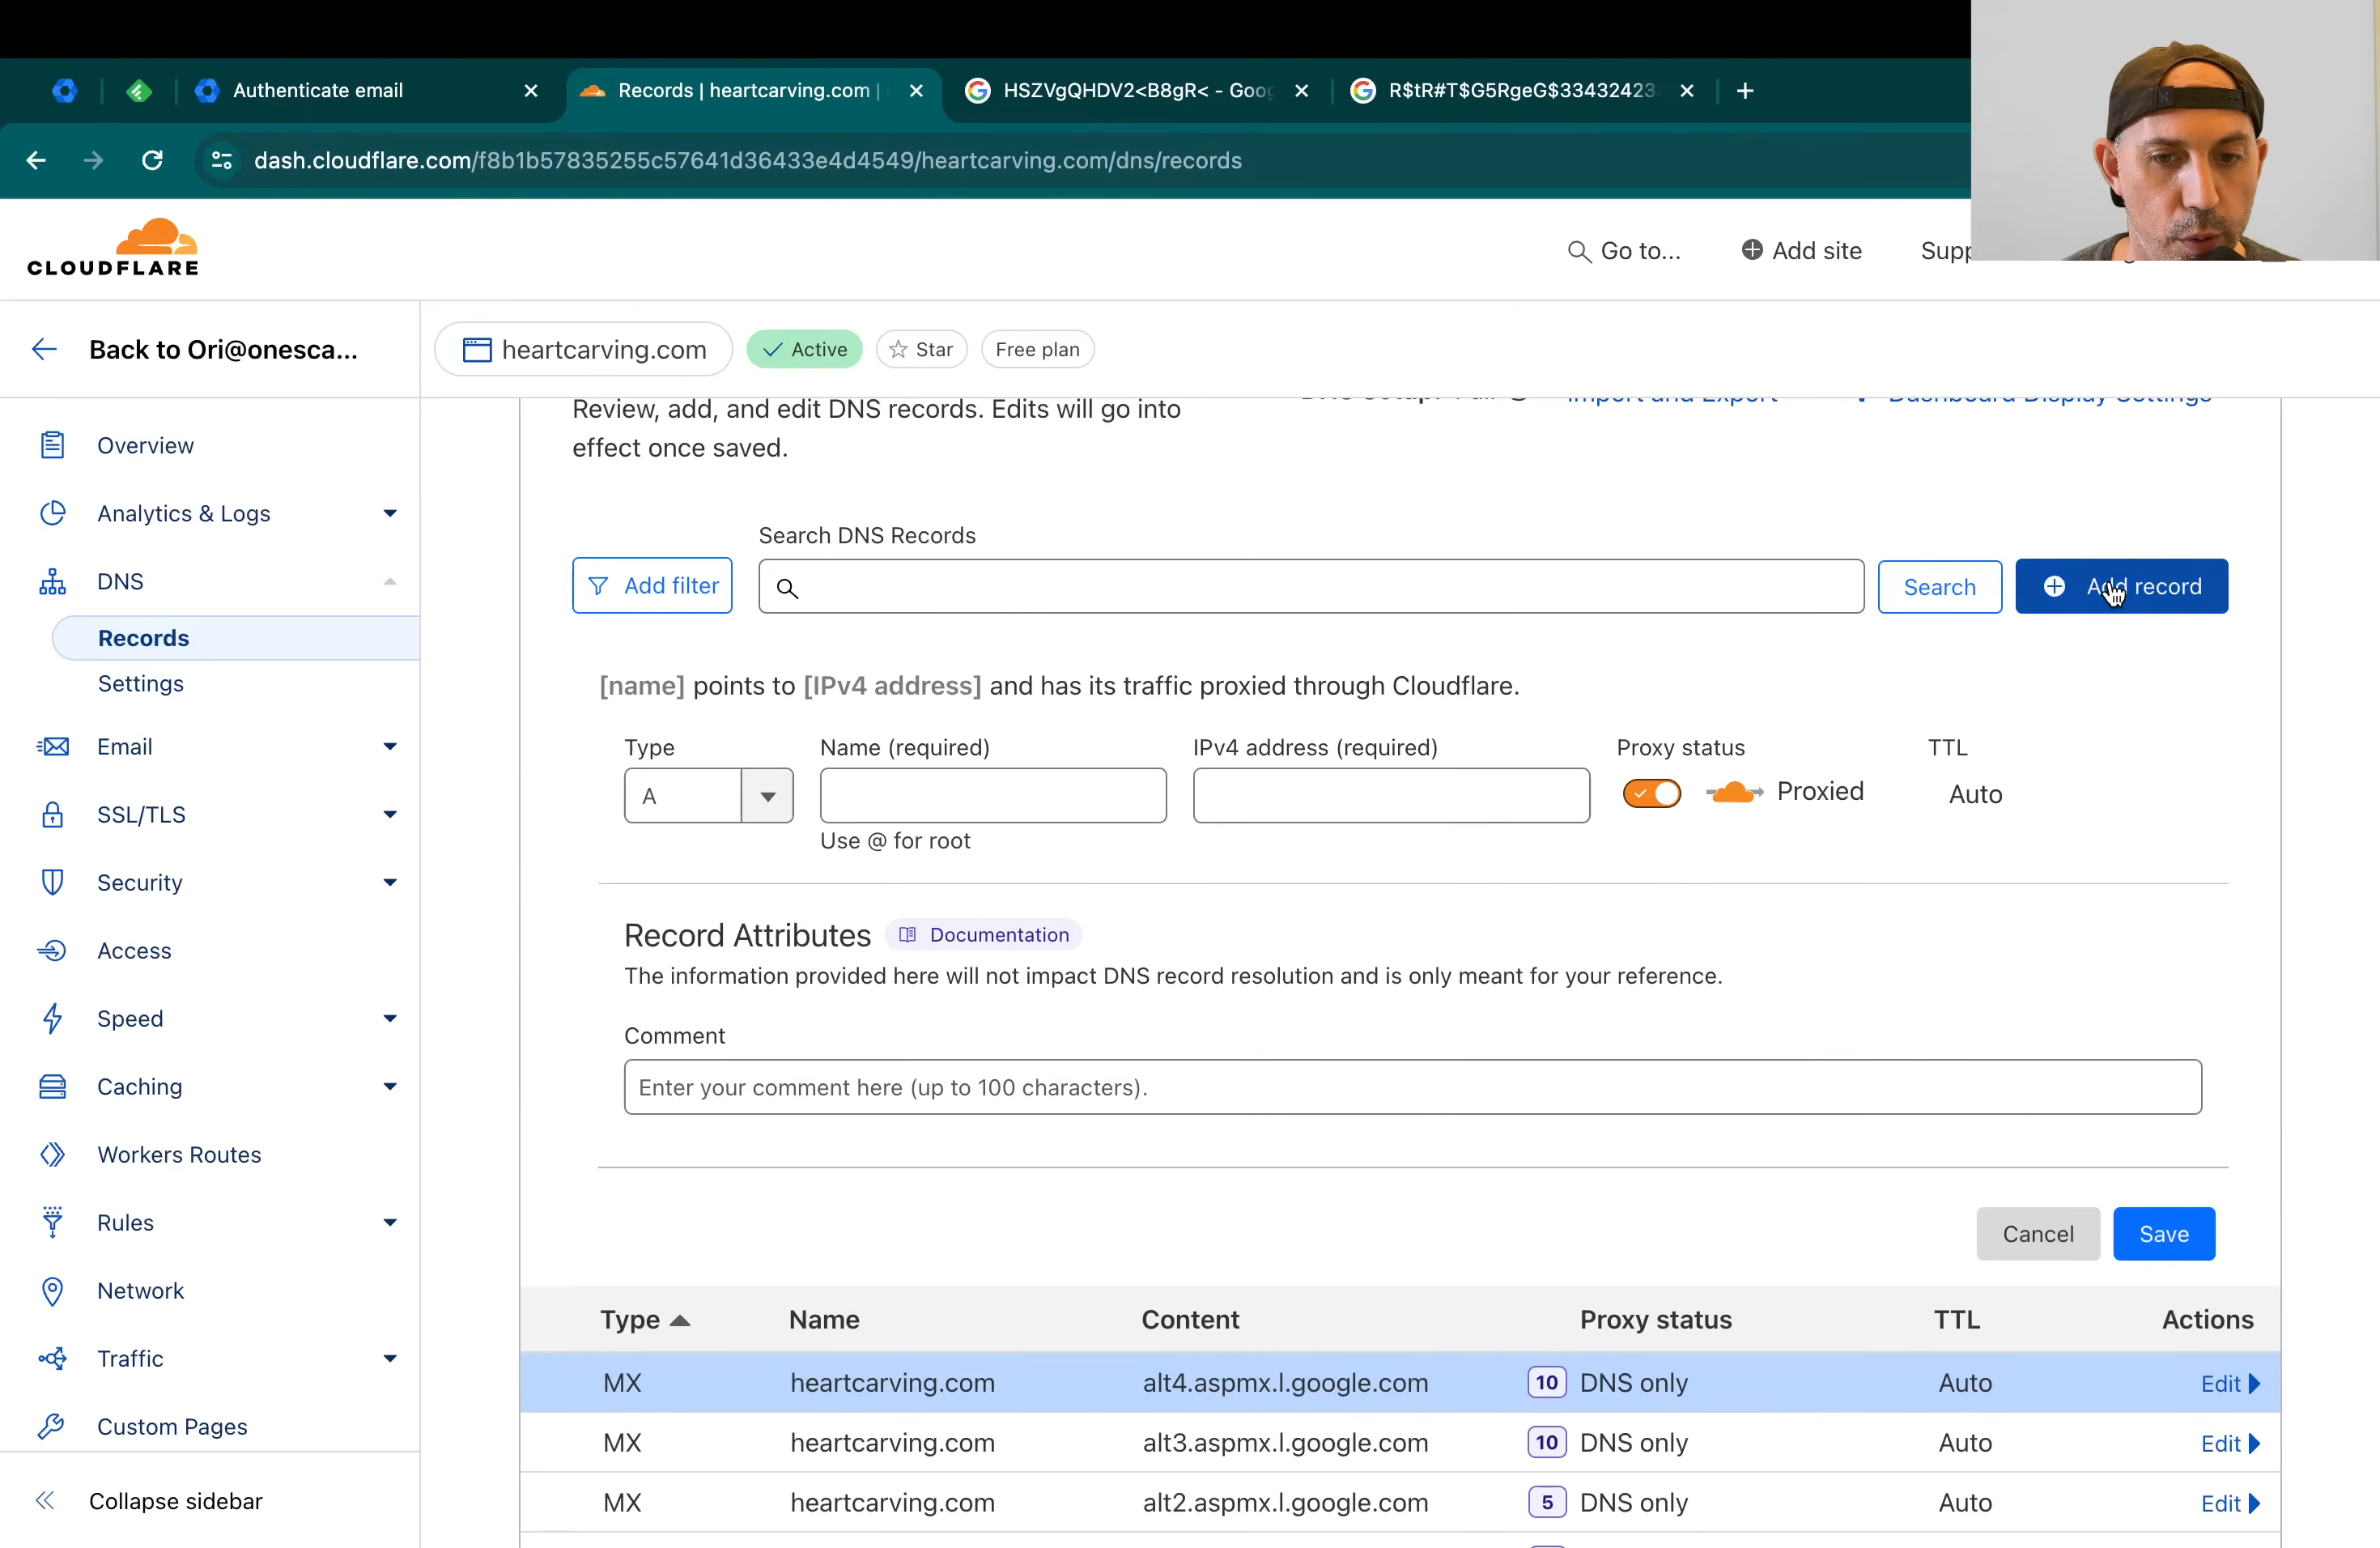 Authenticate email
Records | heartcarving.com |
HSZVgQHDV2<B8gR< - Goog
R$tR#T$G5RgeG$33432423
dash.cloudflare.com/f8b1b57835255c57641d36433e4d4549/heartcarving.com/dns/records
CLOUDFLARE
Go to...
Add site
Supp
Back to Ori@onesca...
heartcarving.com
Active
Star
Free plan
Overview
Analytics & Logs
DNS
Records
Settings
Email
SSL/TLS
Security
Access
Speed
Caching
Workers Routes
Rules
Network
Traffic
Custom Pages
Collapse sidebar
Review, add, and edit DNS records. Edits will go into
effect once saved.
Import and Export
Dashboard Display Settings
Search DNS Records
Add filter
Search
Add record
[name] points to [IPv4 address] and has its traffic proxied through Cloudflare.
Type
Name (required)
IPv4 address (required)
Proxy status
TTL
A
Proxied
Auto
Use @ for root
Record Attributes
Documentation
The information provided here will not impact DNS record resolution and is only meant for your reference.
Comment
Enter your comment here (up to 100 characters).
Cancel
Save
Type Name Content Proxy status TTL Actions
MX heartcarving.com alt4.aspmx.l.google.com 10 DNS only Auto Edit
MX heartcarving.com alt3.aspmx.l.google.com 10 DNS only Auto Edit
MX heartcarving.com alt2.aspmx.l.google.com 5 DNS only Auto Edit